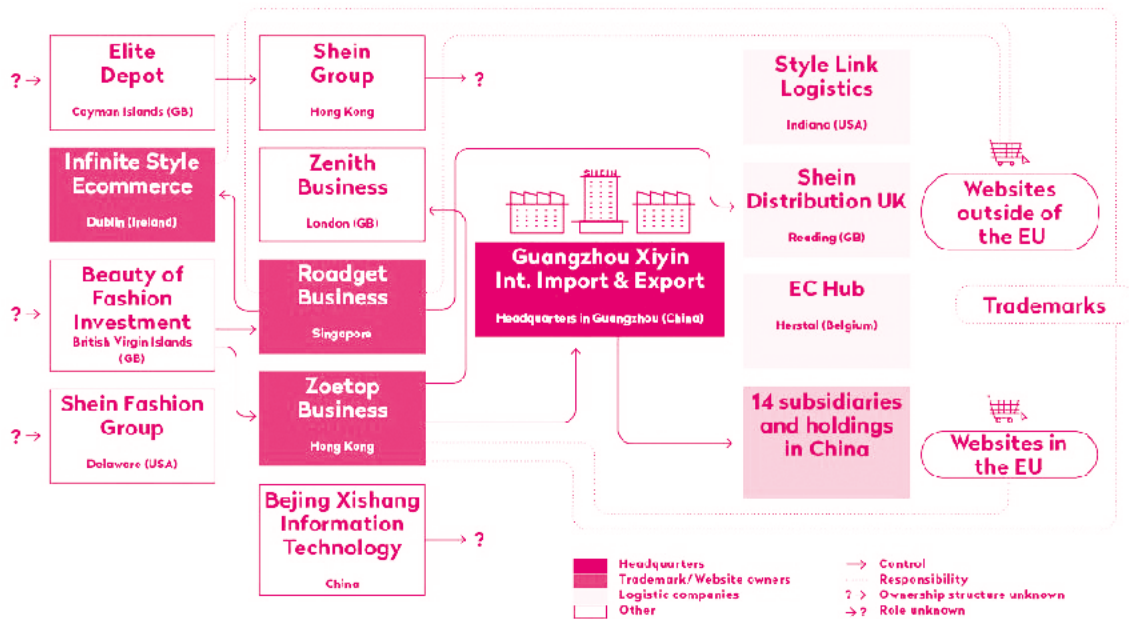 Elite
Depot
Cayman Islands (GB)
Shein
Group
Hong Kong
?
?
Infinite Style
Ecommerce
Dublin (Ireland)
Zenith
Business
London (GB)
Beauty of
Fashion
Investment
British Virgin Islands
(GB)
?
Roadget
Business
Singapore
Shein Fashion
Group
Delaware (USA)
?
Zoetop
Business
Hong Kong
Bejing Xishang
Information
Technology
China
?
SHEIN
Guangzhou Xiyin
Int. Import & Export
Headquarters in Guangzhou (China)
Style Link
Logistics
Indiana (USA)
Shein
Distribution UK
Reading (GB)
EC Hub
Herstal (Belgium)
14 subsidiaries
and holdings
in China
Websites
outside of
the EU
Trademarks
Websites in
the EU
Headquarters
Trademark/Website owners
Logistic companies
Other
Control
Responsibility
? Ownership structure unknown
? Role unknown